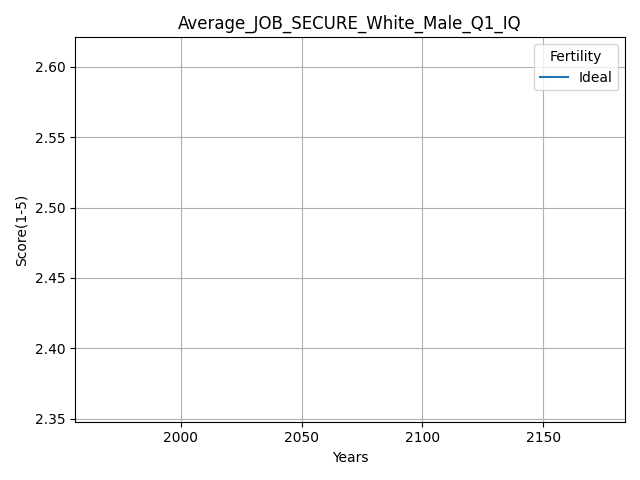 Average_JOB_SECURE_White_Male_Q1_IQ
Fertility
Ideal
2.60
2.55
2.50
2.45
2.40
2.35
Score(1-5)
2000 2050 2100 2150
Years